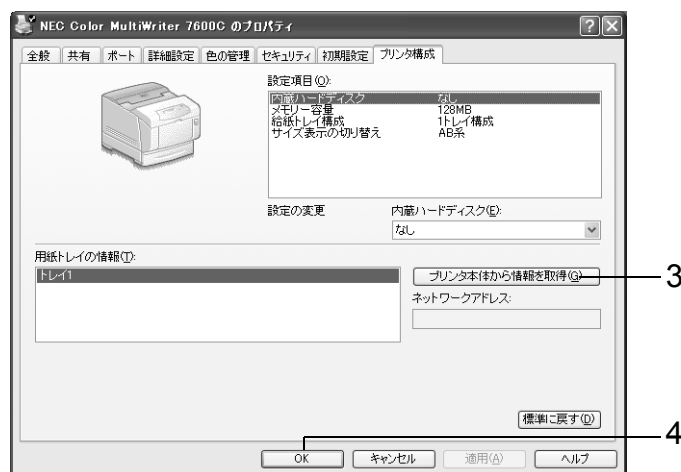 NEC Color MultiWriter 7600C のプロパティ
全般 共有 ポート 詳細設定 色の管理 セキュリティ 初期設定 プリンタ構成
設定項目(O):
内蔵ハードディスク なし
メモリー容量 128MB
給紙トレイ構成 1トレイ構成
サイズ表示の切り替え AB系
設定の変更 内蔵ハードディスク(E):
なし
用紙トレイの情報(T):
トレイ1
プリンタ本体から情報を取得(G) 3
ネットワークアドレス:
標準に戻す(D)
4
OK キャンセル 適用(A) ヘルプ